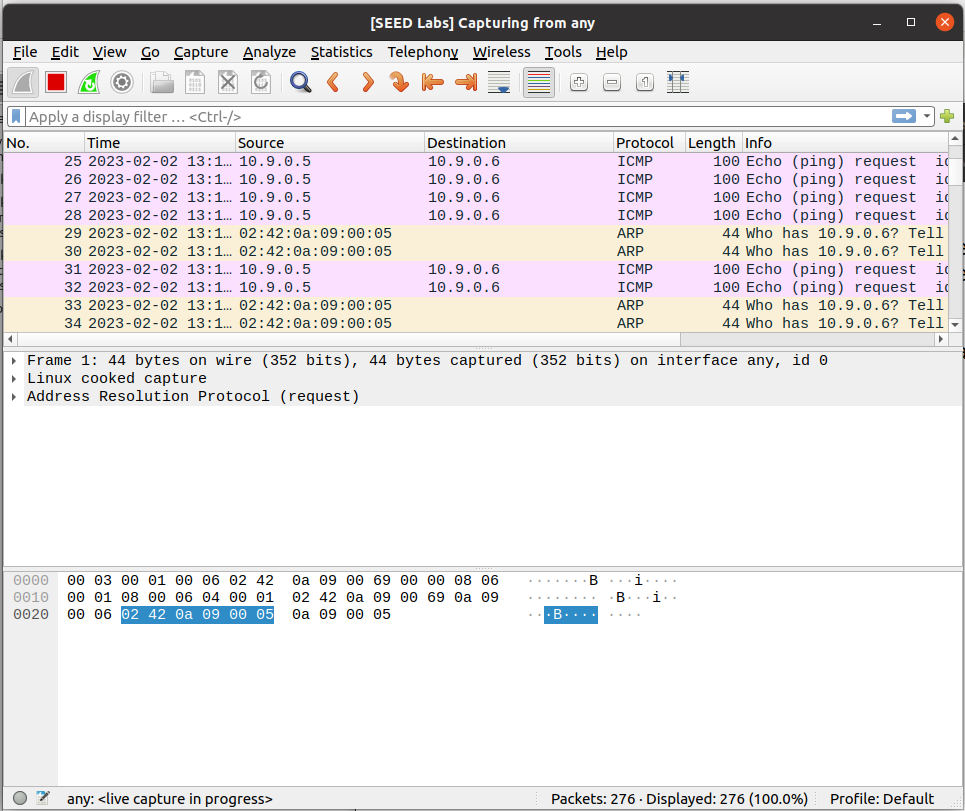 [SEED Labs] Capturing from any
File Edit View Go Capture Analyze Statistics Telephony Wireless Tools Help
Apply a display filter … <Ctrl-/>
No. Time Source Destination Protocol Length Info
25 2023-02-02 13:1… 10.9.0.5 10.9.0.6 ICMP 100 Echo (ping) request id
26 2023-02-02 13:1… 10.9.0.5 10.9.0.6 ICMP 100 Echo (ping) request id
27 2023-02-02 13:1… 10.9.0.5 10.9.0.6 ICMP 100 Echo (ping) request id
28 2023-02-02 13:1… 10.9.0.5 10.9.0.6 ICMP 100 Echo (ping) request id
29 2023-02-02 13:1… 02:42:0a:09:00:05 ARP 44 Who has 10.9.0.6? Tell
30 2023-02-02 13:1… 02:42:0a:09:00:05 ARP 44 Who has 10.9.0.6? Tell
31 2023-02-02 13:1… 10.9.0.5 10.9.0.6 ICMP 100 Echo (ping) request id
32 2023-02-02 13:1… 10.9.0.5 10.9.0.6 ICMP 100 Echo (ping) request id
33 2023-02-02 13:1… 02:42:0a:09:00:05 ARP 44 Who has 10.9.0.6? Tell
34 2023-02-02 13:1… 02:42:0a:09:00:05 ARP 44 Who has 10.9.0.6? Tell
Frame 1: 44 bytes on wire (352 bits), 44 bytes captured (352 bits) on interface any, id 0
Linux cooked capture
Address Resolution Protocol (request)
0000 00 03 00 01 00 06 02 42 0a 09 00 69 00 00 08 06 ·······B ···i····
0010 00 01 08 00 06 04 00 01 02 42 0a 09 00 69 0a 09 ········ ·B···i··
0020 00 06 02 42 0a 09 00 05 0a 09 00 05 ···B···· ····
any: <live capture in progress> Packets: 276 · Displayed: 276 (100.0%) Profile: Default